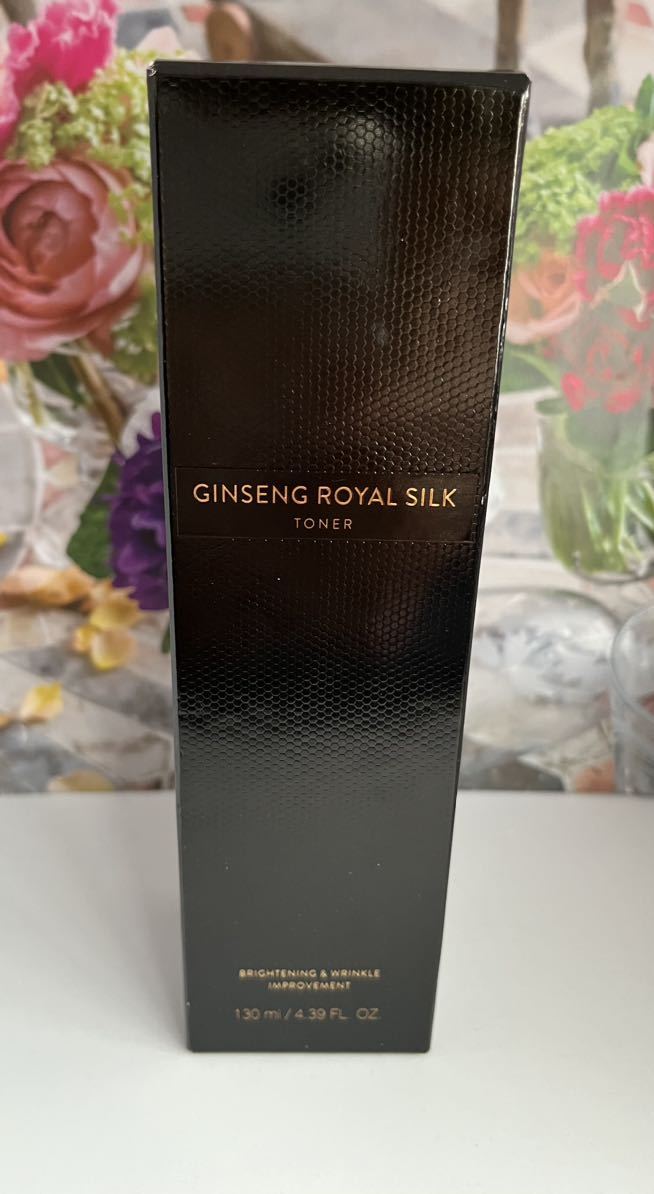 GINSENG ROYAL SILK
TONER
BRIGHTENING & WRINKLE
IMPROVEMENT
130 ml / 4.39 FL. OZ.